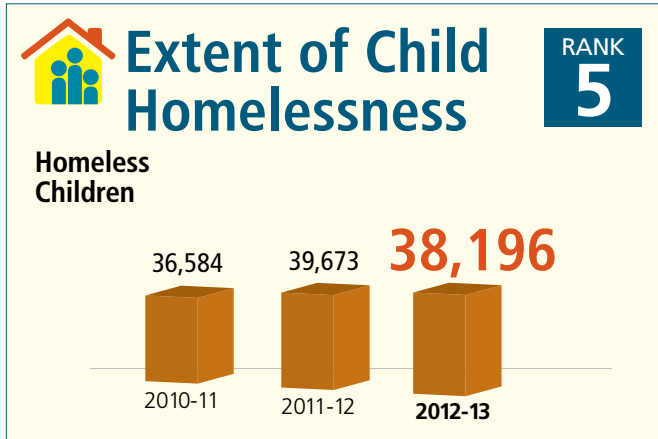 Extent of Child
Homelessness
RANK
5
Homeless
Children
36,584
39,673
38,196
2010-11
2011-12
2012-13